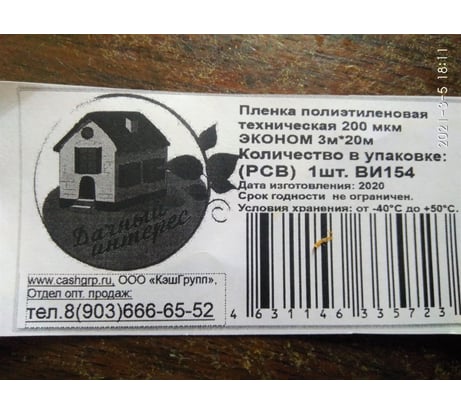 Пленка полиэтиленовая
техническая 200 мкм
ЭКОНОМ 3м*20м
Количество в упаковке:
(РСВ) 1шт. ВИ154
Дата изготовления: 2020
Срок годности не ограничен.
Условия хранения: от -40°С до +50°С.
Дачный
интерес
www.cashgrp.ru, ООО «КэшГрупп»,
Отдел опт. продаж:
тел.8(903)666-65-52
4 631146 335723
2021-3-5 18:11